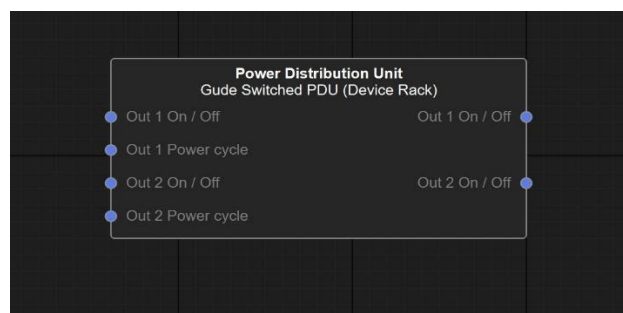 Power Distribution Unit
Gude Switched PDU (Device Rack)
Out 1 On / Off Out 1 On / Off
Out 1 Power cycle
Out 2 On / Off Out 2 On / Off
Out 2 Power cycle